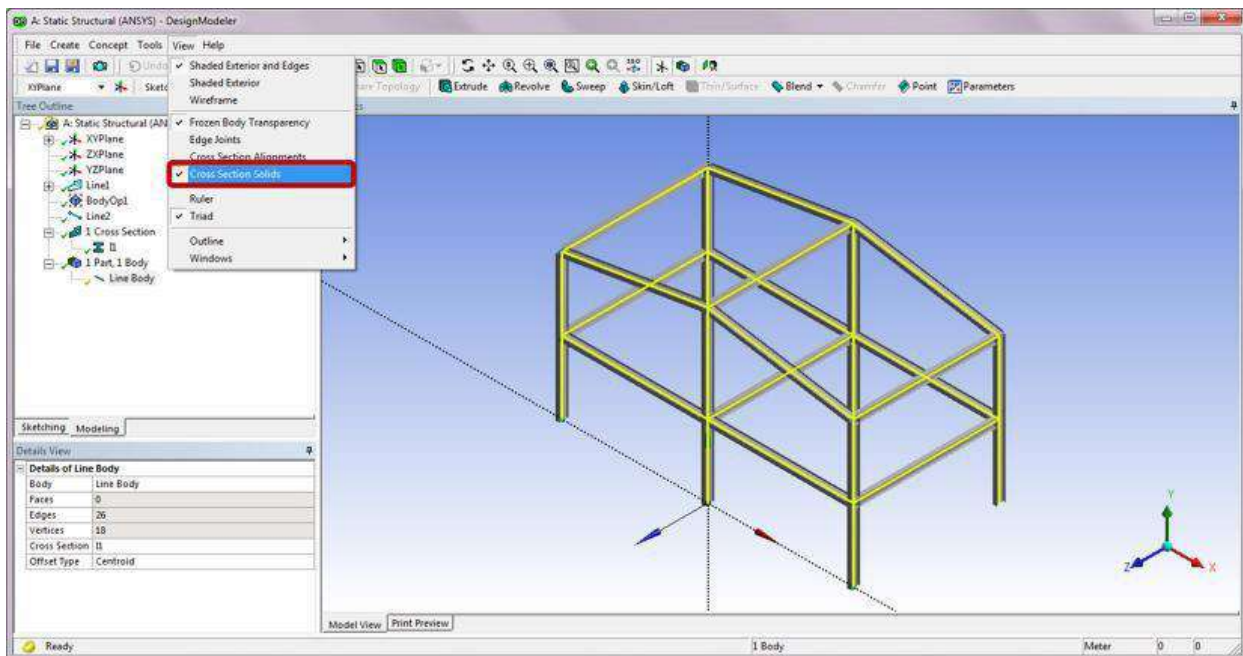 A: Static Structural (ANSYS) - DesignModeler
File Create Concept Tools View Help
Undo
XYPlane
Extrude Revolve Sweep Skin/Loft Thin/Surface Blend Chamfer Point Parameters
Shaded Exterior and Edges
Shaded Exterior
Wireframe
Frozen Body Transparency
Edge Joints
Cross Section Alignments
Cross Section Solids
Ruler
Triad
Outline
Windows
Tree Outline
A: Static Structural (AN
XYPlane
ZXPlane
YZPlane
Line1
BodyOp1
Line2
1 Cross Section
I1
1 Part, 1 Body
Line Body
Sketching Modeling
Details View
Details of Line Body
Body Line Body
Faces 0
Edges 26
Vertices 18
Cross Section I1
Offset Type Centroid
Y
Z X
Model View Print Preview
Ready 1 Body Meter 0 0